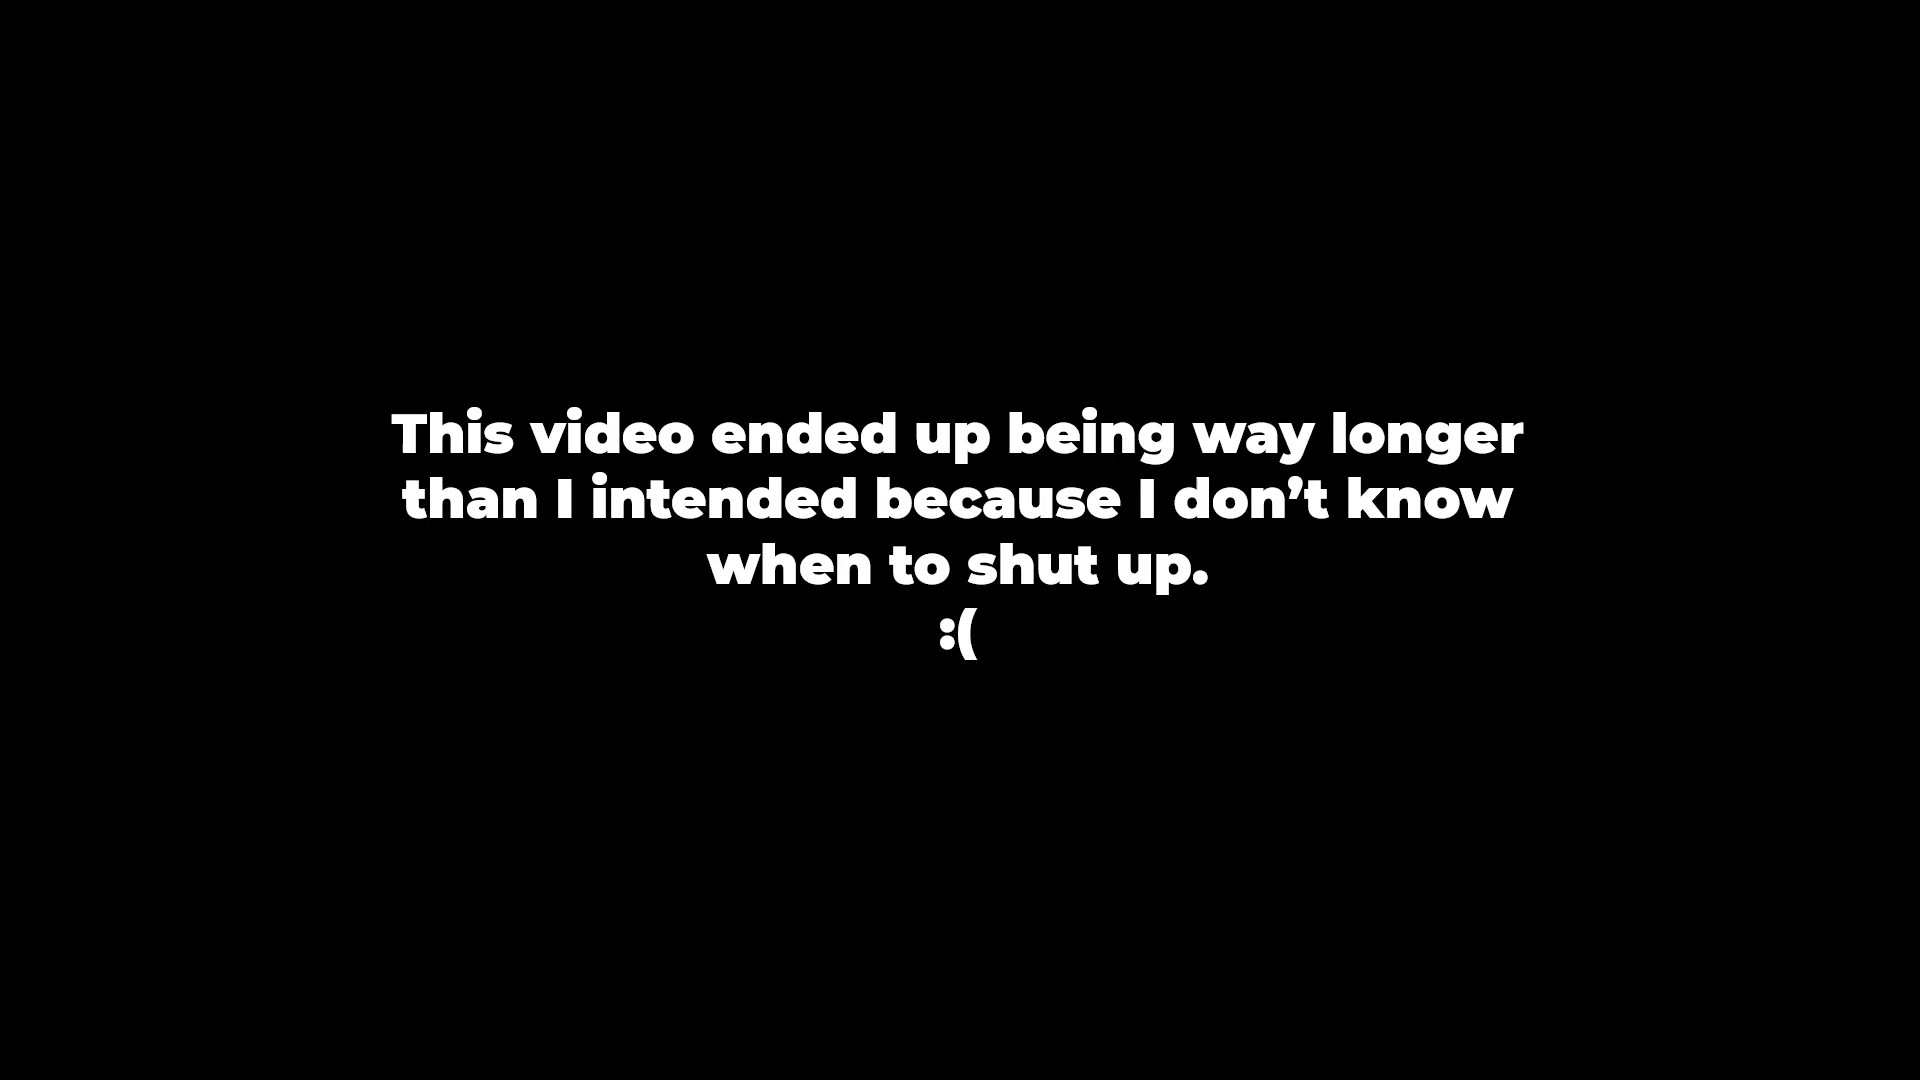 This video ended up being way longer
than I intended because I don’t know
when to shut up.
:(